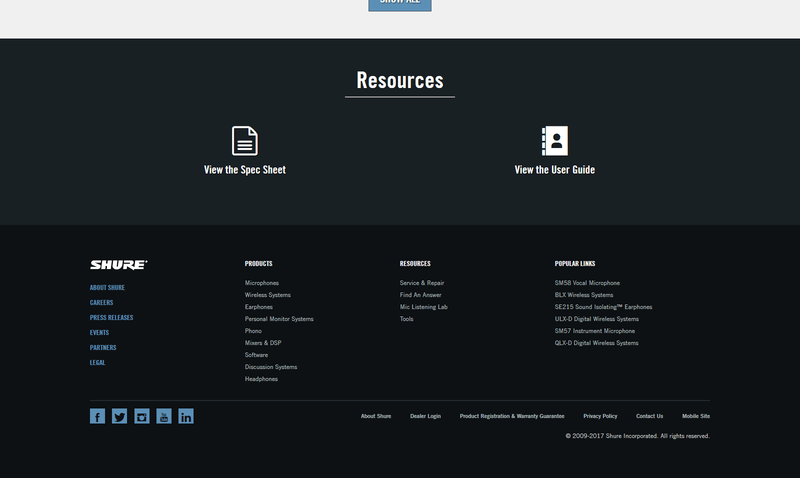 SHOW ALL
Resources
View the Spec Sheet
View the User Guide
SHURE
ABOUT SHURE
CAREERS
PRESS RELEASES
EVENTS
PARTNERS
LEGAL
PRODUCTS
Microphones
Wireless Systems
Earphones
Personal Monitor Systems
Phono
Mixers & DSP
Software
Discussion Systems
Headphones
RESOURCES
Service & Repair
Find An Answer
Mic Listening Lab
Tools
POPULAR LINKS
SM58 Vocal Microphone
BLX Wireless Systems
SE215 Sound Isolating™ Earphones
ULX-D Digital Wireless Systems
SM57 Instrument Microphone
QLX-D Digital Wireless Systems
About Shure
Dealer Login
Product Registration & Warranty Guarantee
Privacy Policy
Contact Us
Mobile Site
© 2009-2017 Shure Incorporated. All rights reserved.